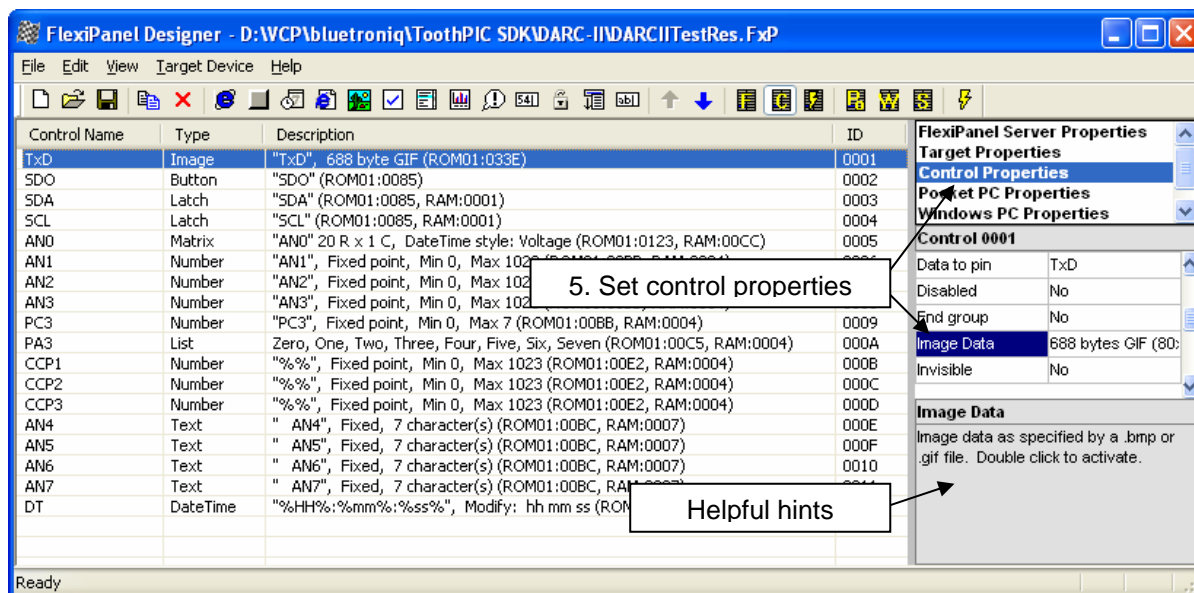 FlexiPanel Designer - D:\VCP\bluetroniq\ToothPIC SDK\DARC-II\DARCIITestRes.FxP
File Edit View Target Device Help
Control Name Type Description ID
TxD Image "TxD", 688 byte GIF (ROM01:033E) 0001
SDO Button "SDO" (ROM01:0085) 0002
SDA Latch "SDA" (ROM01:0085, RAM:0001) 0003
SCL Latch "SCL" (ROM01:0085, RAM:0001) 0004
AN0 Matrix "AN0" 20 R x 1 C, DateTime style: Voltage (ROM01:0123, RAM:00CC) 0005
AN1 Number "AN1", Fixed point, Min 0, Max
AN2 Number "AN2", Fixed point, Min 0, Max
AN3 Number "AN3", Fixed point, Min 0, Max
PC3 Number "PC3", Fixed point, Min 0, Max 7 (ROM01:00BB, RAM:0004) 0009
PA3 List Zero, One, Two, Three, Four, Five, Six, Seven (ROM01:00C5, RAM:0004) 000A
CCP1 Number "%%", Fixed point, Min 0, Max 1023 (ROM01:00E2, RAM:0004) 000B
CCP2 Number "%%", Fixed point, Min 0, Max 1023 (ROM01:00E2, RAM:0004) 000C
CCP3 Number "%%", Fixed point, Min 0, Max 1023 (ROM01:00E2, RAM:0004) 000D
AN4 Text " AN4", Fixed, 7 character(s) (ROM01:00BC, RAM:0007) 000E
AN5 Text " AN5", Fixed, 7 character(s) (ROM01:00BC, RAM:0007) 000F
AN6 Text " AN6", Fixed, 7 character(s) (ROM01:00BC, RAM:0007) 0010
AN7 Text " AN7", Fixed, 7 character(s) (ROM01:00BC,
DT DateTime "%HH%:%mm%:%ss%", Modify: hh mm ss
5. Set control properties
Helpful hints
FlexiPanel Server Properties
Target Properties
Control Properties
Pocket PC Properties
Windows PC Properties
Control 0001
Data to pin TxD
Disabled No
End group No
Image Data 688 bytes GIF (80:
Invisible No
Image Data
Image data as specified by a .bmp or
.gif file. Double click to activate.
Ready